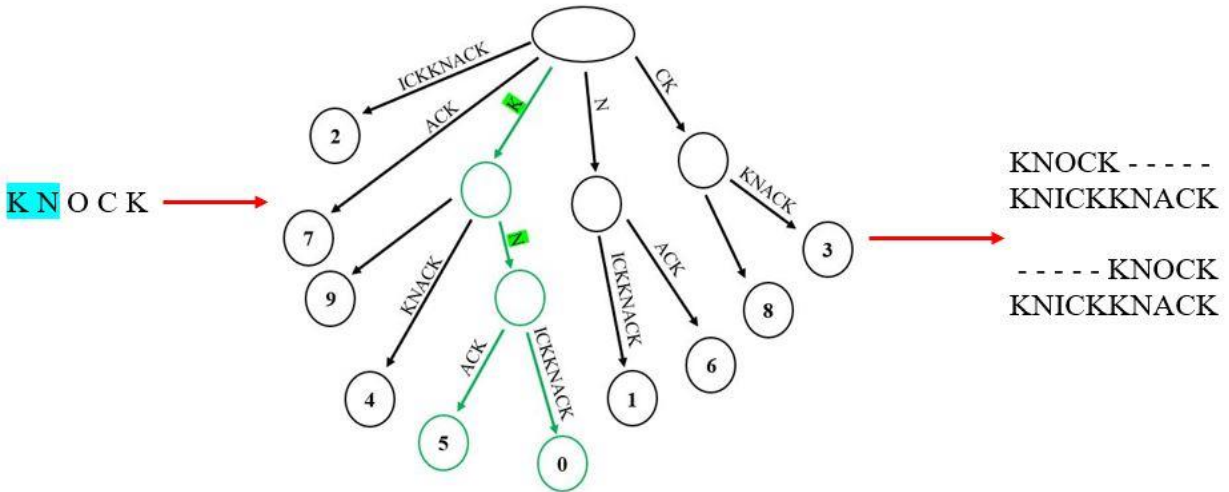 K N O C K
ICKKNACK
ACK
K
N
CK
2
7
9
KNACK
4
N
ACK
5
ICKKNACK
0
ICKKNACK
1
ACK
6
8
KNACK
3
KNOCK - - - - -
KNICKKNACK
- - - - - KNOCK
KNICKKNACK